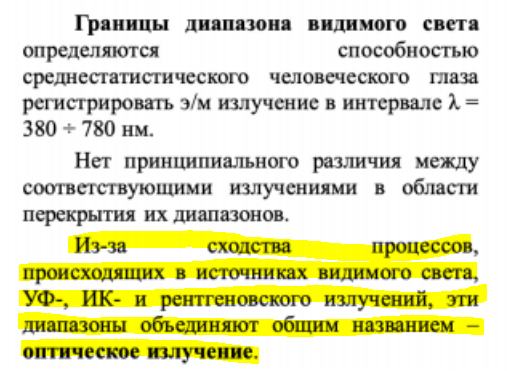 Границы диапазона видимого света
определяются способностью
среднестатистического человеческого глаза
регистрировать э/м излучение в интервале λ =
380 ÷ 780 нм.
Нет принципиального различия между
соответствующими излучениями в области
перекрытия их диапазонов.
Из-за сходства процессов,
происходящих в источниках видимого света,
УФ-, ИК- и рентгеновского излучений, эти
диапазоны объединяют общим названием –
оптическое излучение.